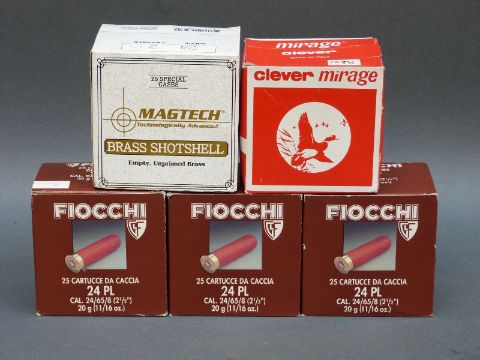 25 SPECIAL
CASES
MAGTECH
Technologically Advanced
BRASS SHOTSHELL
Empty, Unprimed Brass
mirage
clever mirage
FIOCCHI
25 CARTUCCE DA CACCIA
24 PL
CAL. 24/65/8 (2½")
20 g (11/16 oz.)
FIOCCHI
25 CARTUCCE DA CACCIA
24 PL
CAL. 24/65/8 (2½")
20 g (11/16 oz.)
FIOCCHI
25 CARTUCCE DA CACCIA
24 PL
CAL. 24/65/8 (2½")
20 g (11/16 oz.)